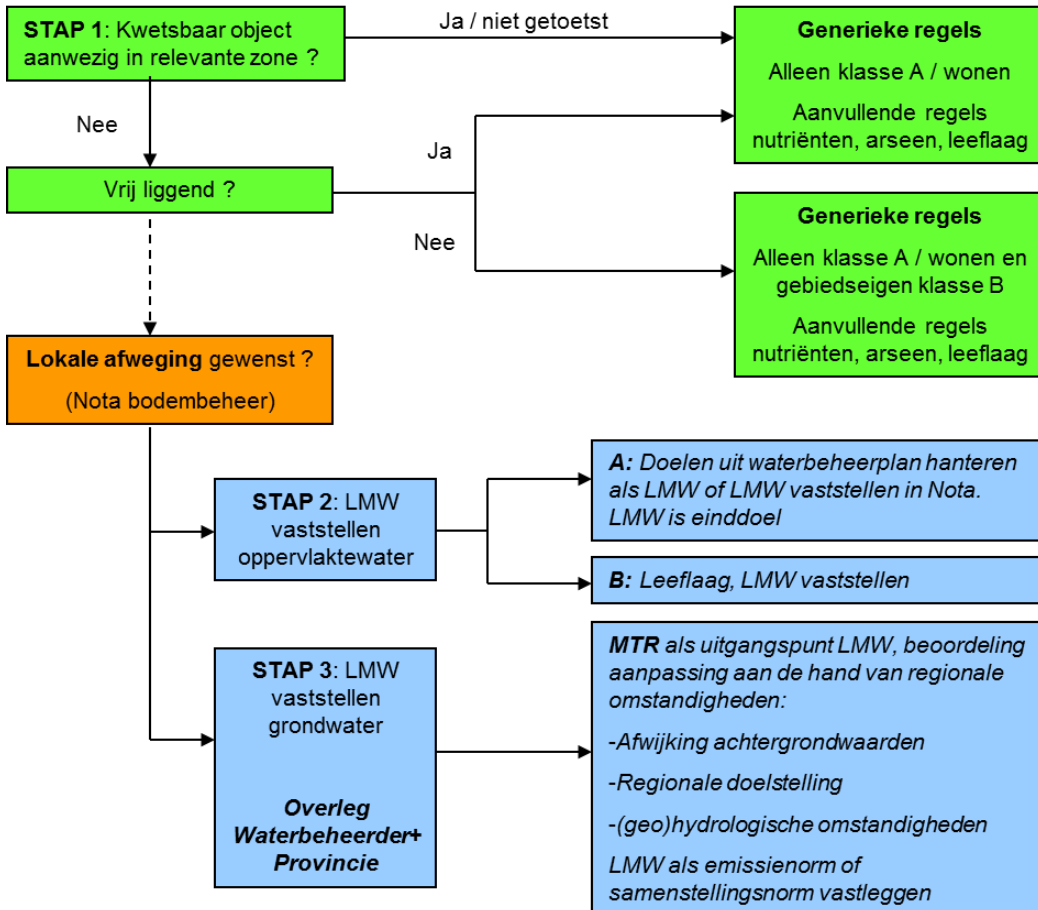 STAP 1: Kwetsbaar object
aanwezig in relevante zone ?
Ja / niet getoetst
Generieke regels
Alleen klasse A / wonen
Aanvullende regels
nutriënten, arseen, leeflaag
Nee
Vrij liggend ?
Ja
Nee
Generieke regels
Alleen klasse A / wonen en
gebiedseigen klasse B
Aanvullende regels
nutriënten, arseen, leeflaag
Lokale afweging gewenst ?
(Nota bodembeheer)
STAP 2: LMW
vaststellen
oppervlaktewater
A: Doelen uit waterbeheerplan hanteren
als LMW of LMW vaststellen in Nota.
LMW is einddoel
B: Leeflaag, LMW vaststellen
STAP 3: LMW
vaststellen
grondwater
Overleg
Waterbeheerder+
Provincie
MTR als uitgangspunt LMW, beoordeling
aanpassing aan de hand van regionale
omstandigheden:
-Afwijking achtergrondwaarden
-Regionale doelstelling
-(geo)hydrologische omstandigheden
LMW als emissienorm of
samenstellingsnorm vastleggen